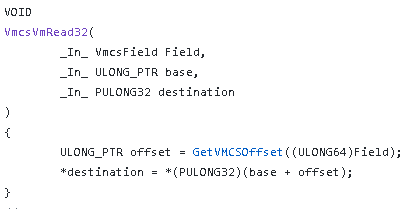 VOID
VmcsVmRead32(
_In_ VmcsField Field,
_In_ ULONG_PTR base,
_In_ PULONG32 destination
)
{
ULONG_PTR offset = GetVMCSOffset((ULONG64)Field);
*destination = *(PULONG32)(base + offset);
}